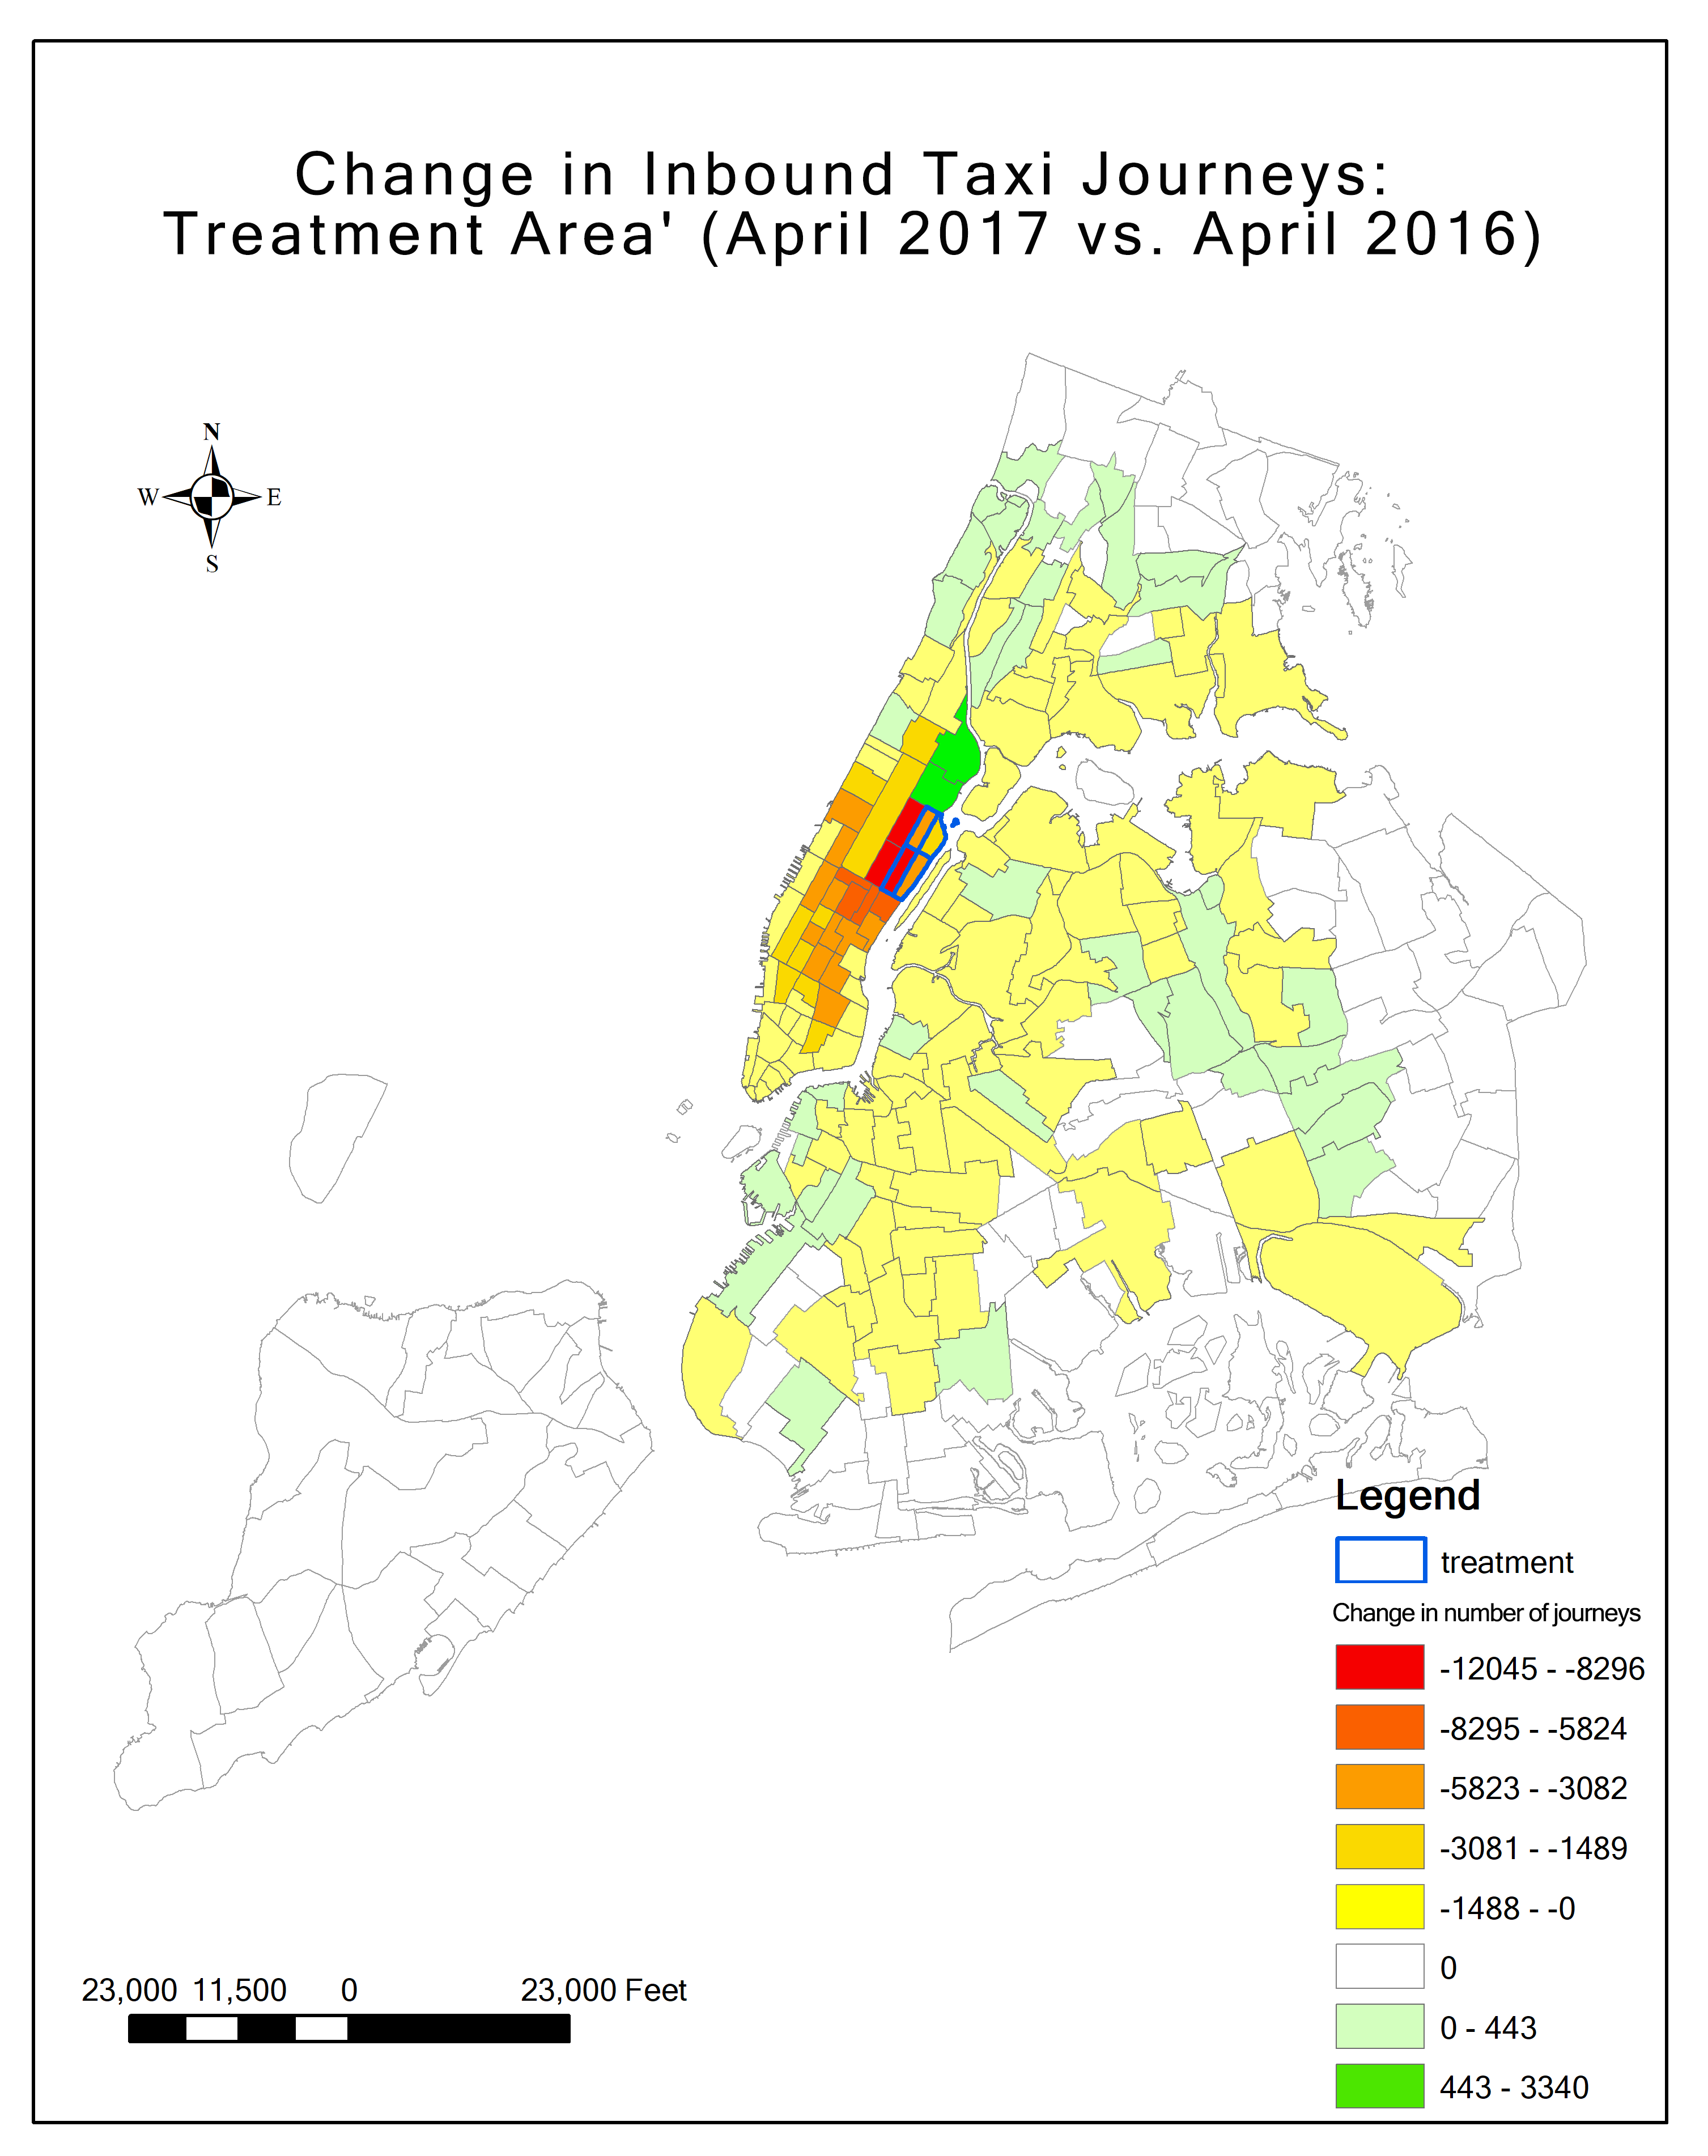 Change in Inbound Taxi Journeys:
Treatment Area' (April 2017 vs. April 2016)
N
W E
S
Legend
treatment
Change in number of journeys
-12045 - -8296
-8295 - -5824
-5823 - -3082
-3081 - -1489
-1488 - -0
0
0 - 443
443 - 3340
23,000 11,500 0 23,000 Feet